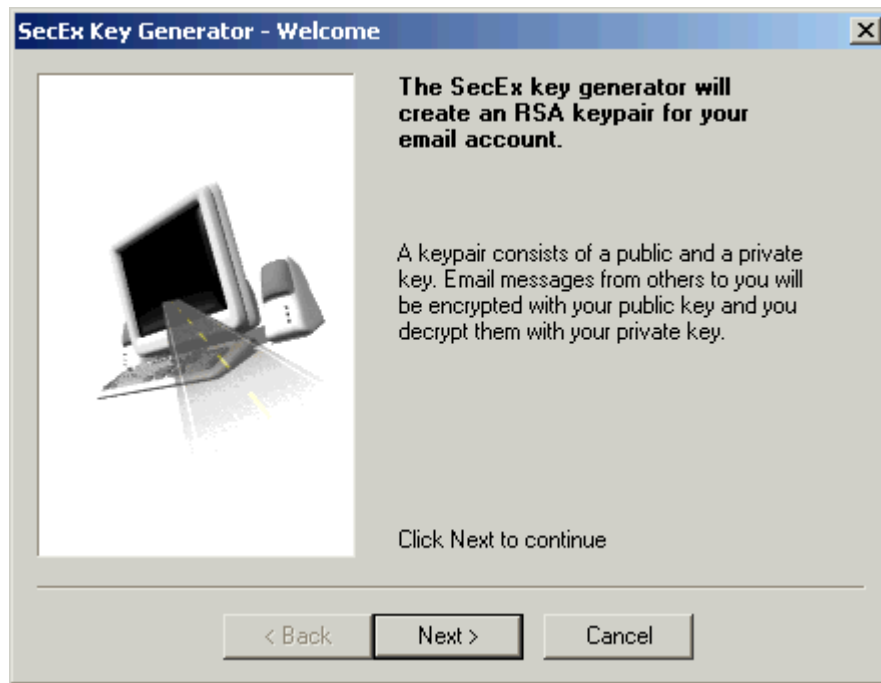 SecEx Key Generator - Welcome
The SecEx key generator will
create an RSA keypair for your
email account.
A keypair consists of a public and a private
key. Email messages from others to you will
be encrypted with your public key and you
decrypt them with your private key.
Click Next to continue
< Back
Next >
Cancel